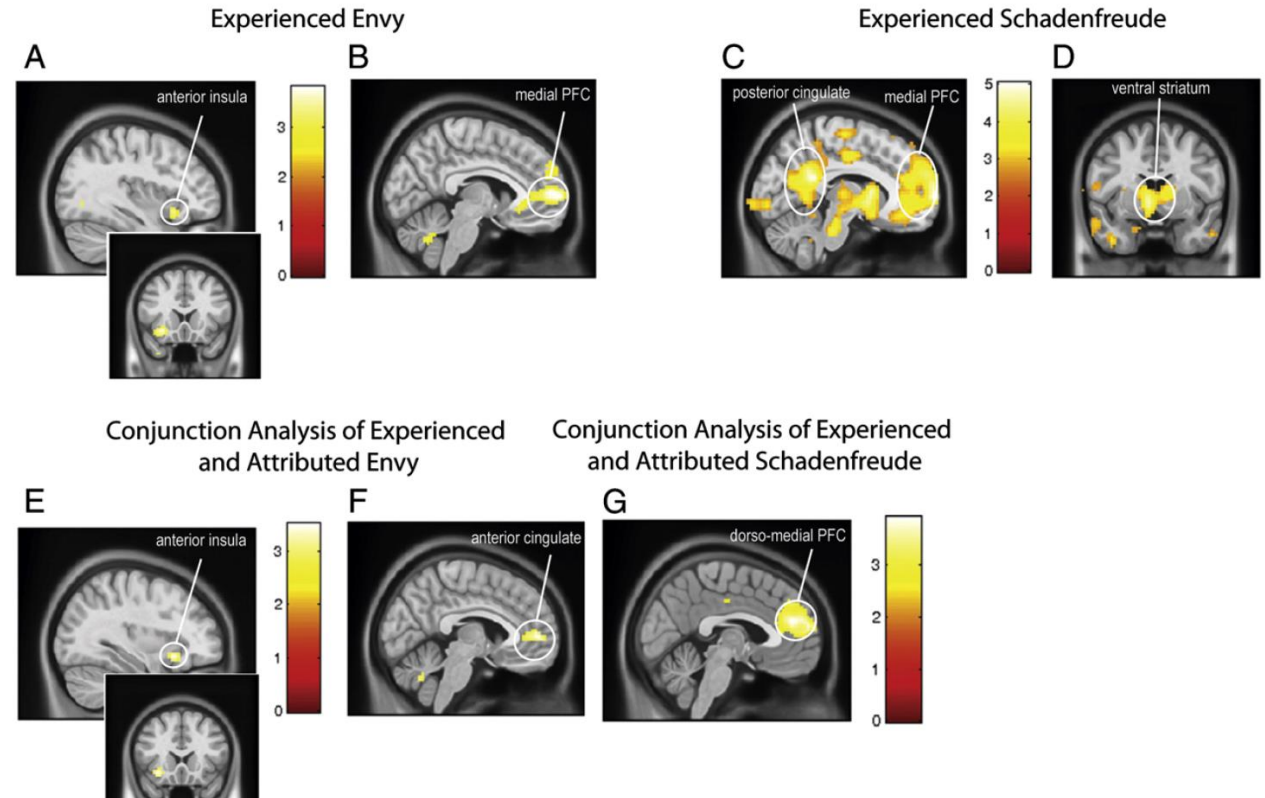 Experienced Envy
Experienced Schadenfreude
A
B
C
D
anterior insula
medial PFC
posterior cingulate
medial PFC
ventral striatum
3
2
1
0
5
4
3
2
1
0
Conjunction Analysis of Experienced
and Attributed Envy
Conjunction Analysis of Experienced
and Attributed Schadenfreude
E
F
G
anterior insula
anterior cingulate
dorso-medial PFC
3
2
1
0
3
2
1
0